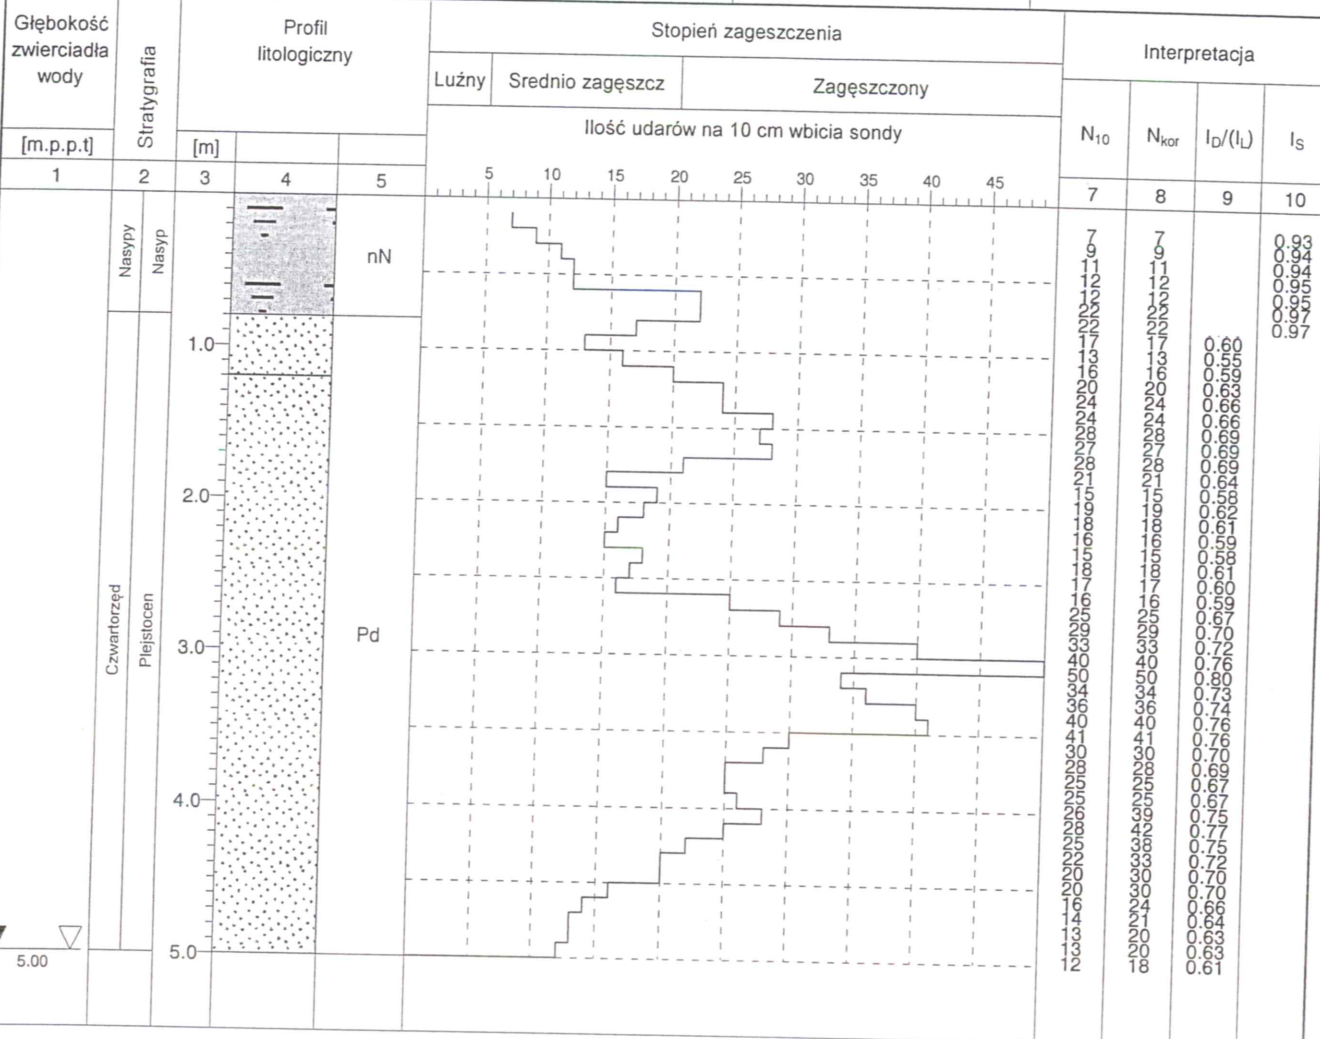 Głębokość
zwierciadła
wody
[m.p.p.t]
1
Stratygrafia
2
Profil
litologiczny
[m]
3
4
5
Stopień zageszczenia
Luźny
Srednio zagęszcz
Zagęszczony
Ilość udarów na 10 cm wbicia sondy
5 10 15 20 25 30 35 40 45
Interpretacja
N10 Nkor ID/(IL) IS
7 8 9 10
Nasypy
Nasyp
nN
Czwartorzęd
Plejstocen
Pd
1.0
2.0
3.0
4.0
5.0
5.00
7 7 0.93
9 9 0.94
11 11 0.94
12 12 0.95
12 12 0.95
22 22 0.97
22 22 0.97
17 17 0.60
13 13 0.55
16 16 0.59
20 20 0.63
24 24 0.66
24 24 0.66
28 28 0.69
27 27 0.69
28 28 0.69
21 21 0.64
15 15 0.58
19 19 0.62
18 18 0.61
16 16 0.59
15 15 0.58
18 18 0.61
17 17 0.60
16 16 0.59
25 25 0.67
29 29 0.70
33 33 0.72
40 40 0.76
50 50 0.80
34 34 0.73
36 36 0.74
40 40 0.76
41 41 0.76
30 30 0.70
28 28 0.69
25 25 0.67
25 25 0.67
26 39 0.75
28 42 0.77
25 38 0.75
22 33 0.72
20 30 0.70
20 30 0.70
16 24 0.66
14 21 0.64
13 20 0.63
13 20 0.63
12 18 0.61